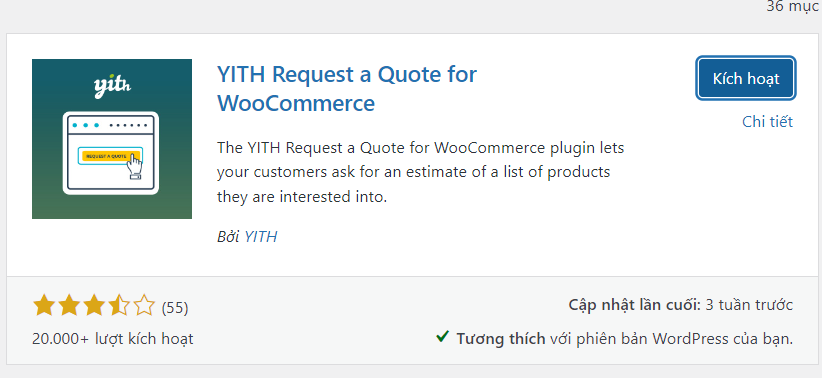 36 mục
yith
REQUEST A QUOTE
YITH Request a Quote for
WooCommerce
The YITH Request a Quote for WooCommerce plugin lets
your customers ask for an estimate of a list of products
they are interested into.
Bởi YITH
Kích hoạt
Chi tiết
(55)
20.000+ lượt kích hoạt
Cập nhật lần cuối: 3 tuần trước
Tương thích với phiên bản WordPress của bạn.